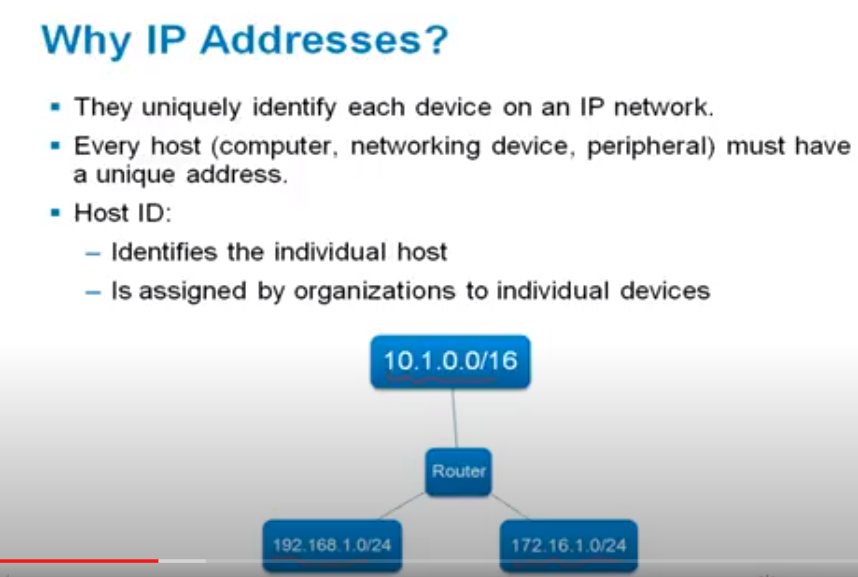 Why IP Addresses?
▪ They uniquely identify each device on an IP network.
▪ Every host (computer, networking device, peripheral) must have
a unique address.
▪ Host ID:
– Identifies the individual host
– Is assigned by organizations to individual devices
10.1.0.0/16
Router
192.168.1.0/24
172.16.1.0/24